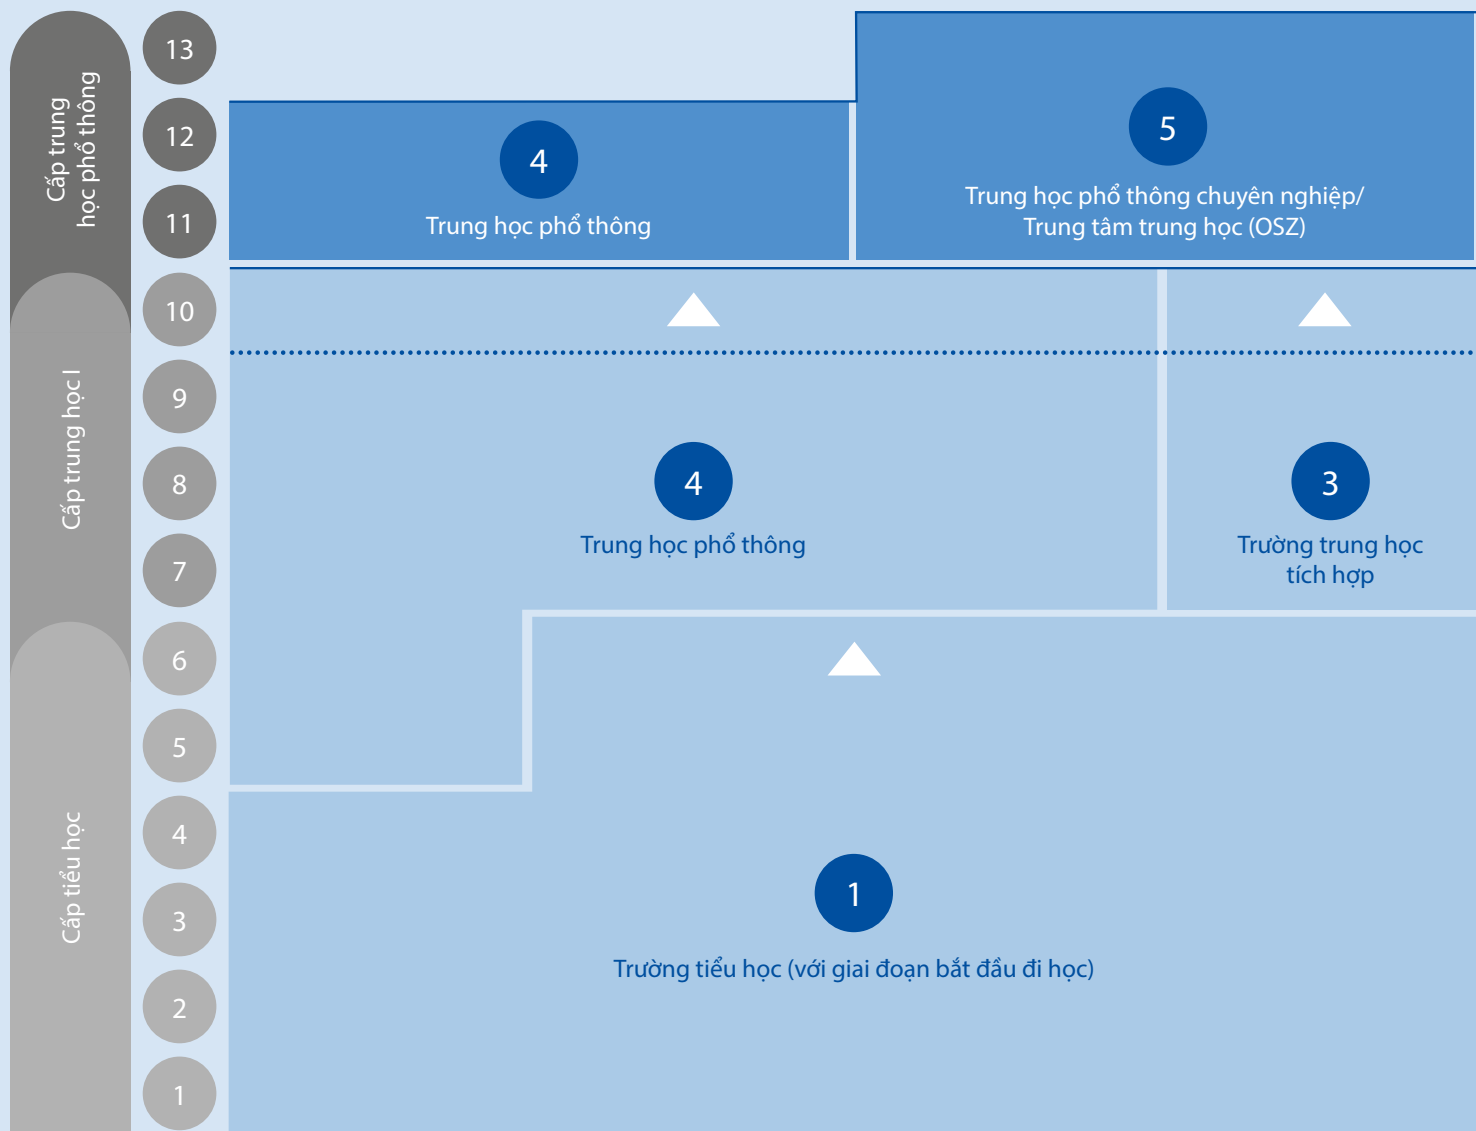 Cấp trung
học phổ thông
Cấp trung học I
Cấp tiểu học
13
12
11
10
9
8
7
6
5
4
3
2
1
4
Trung học phổ thông
5
Trung học phổ thông chuyên nghiệp/
Trung tâm trung học (OSZ)
4
Trung học phổ thông
3
Trường trung học
tích hợp
1
Trường tiểu học (với giai đoạn bắt đầu đi học)